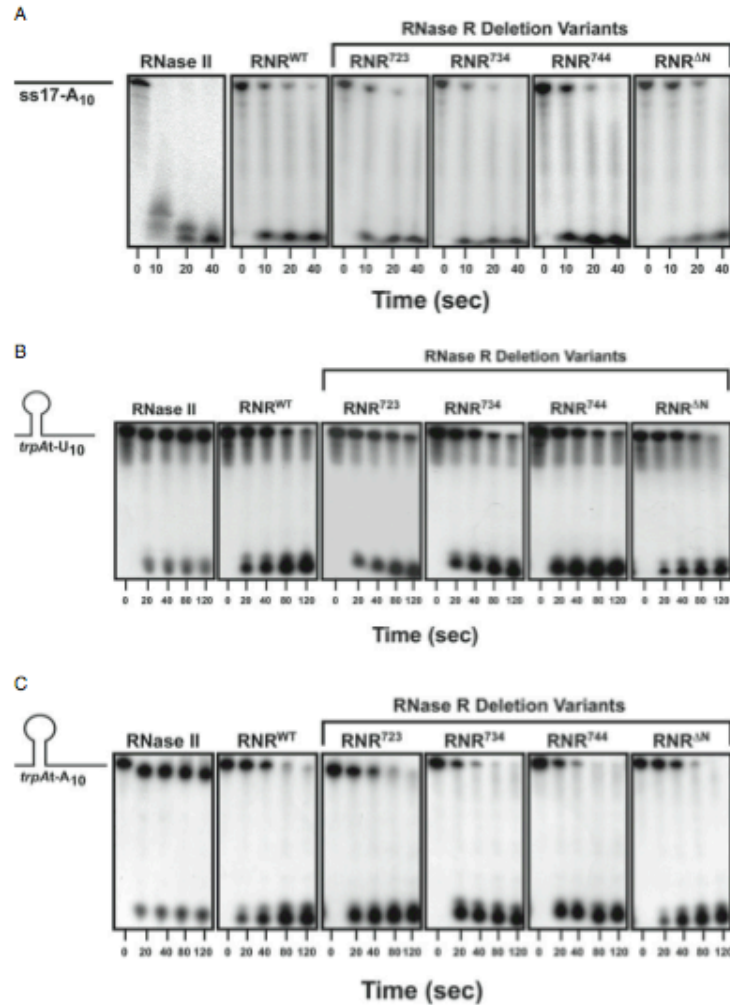 A
RNase R Deletion Variants
RNase II RNR^WT RNR^723 RNR^734 RNR^744 RNR^ΔN
ss17-A₁₀
0 10 20 40 0 10 20 40 0 10 20 40 0 10 20 40 0 10 20 40 0 10 20 40
Time (sec)
B
RNase R Deletion Variants
RNase II RNR^WT RNR^723 RNR^734 RNR^744 RNR^ΔN
trpAt-U₁₀
0 20 40 80 120 0 20 40 80 120 0 20 40 80 120 0 20 40 80 120 0 20 40 80 120 0 20 40 80 120
Time (sec)
C
RNase R Deletion Variants
RNase II RNR^WT RNR^723 RNR^734 RNR^744 RNR^ΔN
trpAt-A₁₀
0 20 40 80 120 0 20 40 80 120 0 20 40 80 120 0 20 40 80 120 0 20 40 80 120 0 20 40 80 120
Time (sec)